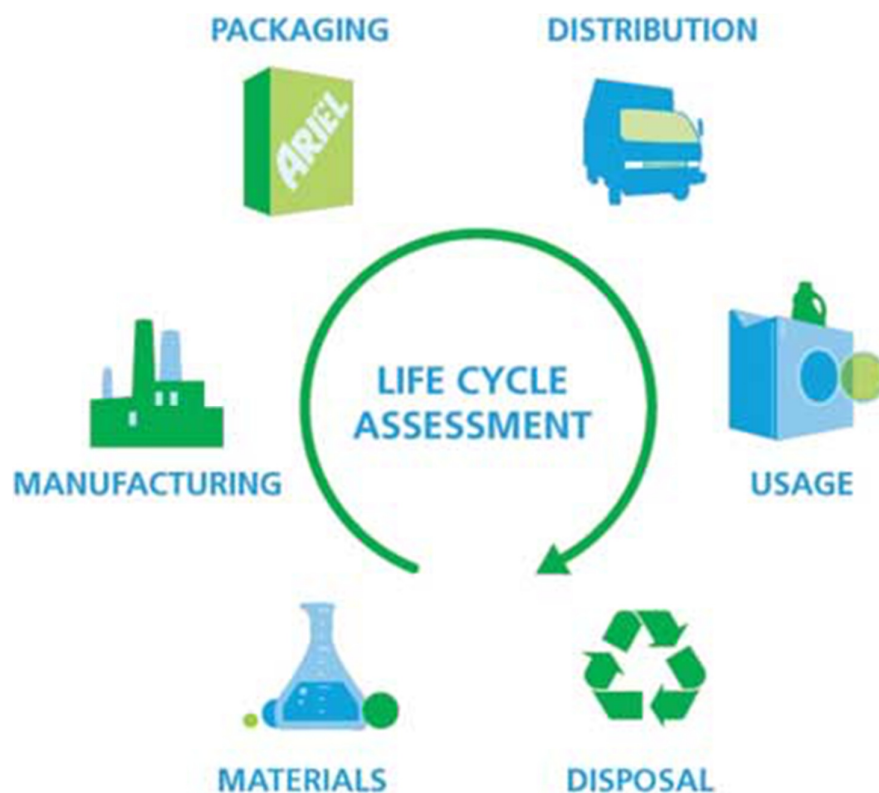 PACKAGING
DISTRIBUTION
ARIEL
LIFE CYCLE
ASSESSMENT
MANUFACTURING
USAGE
MATERIALS
DISPOSAL